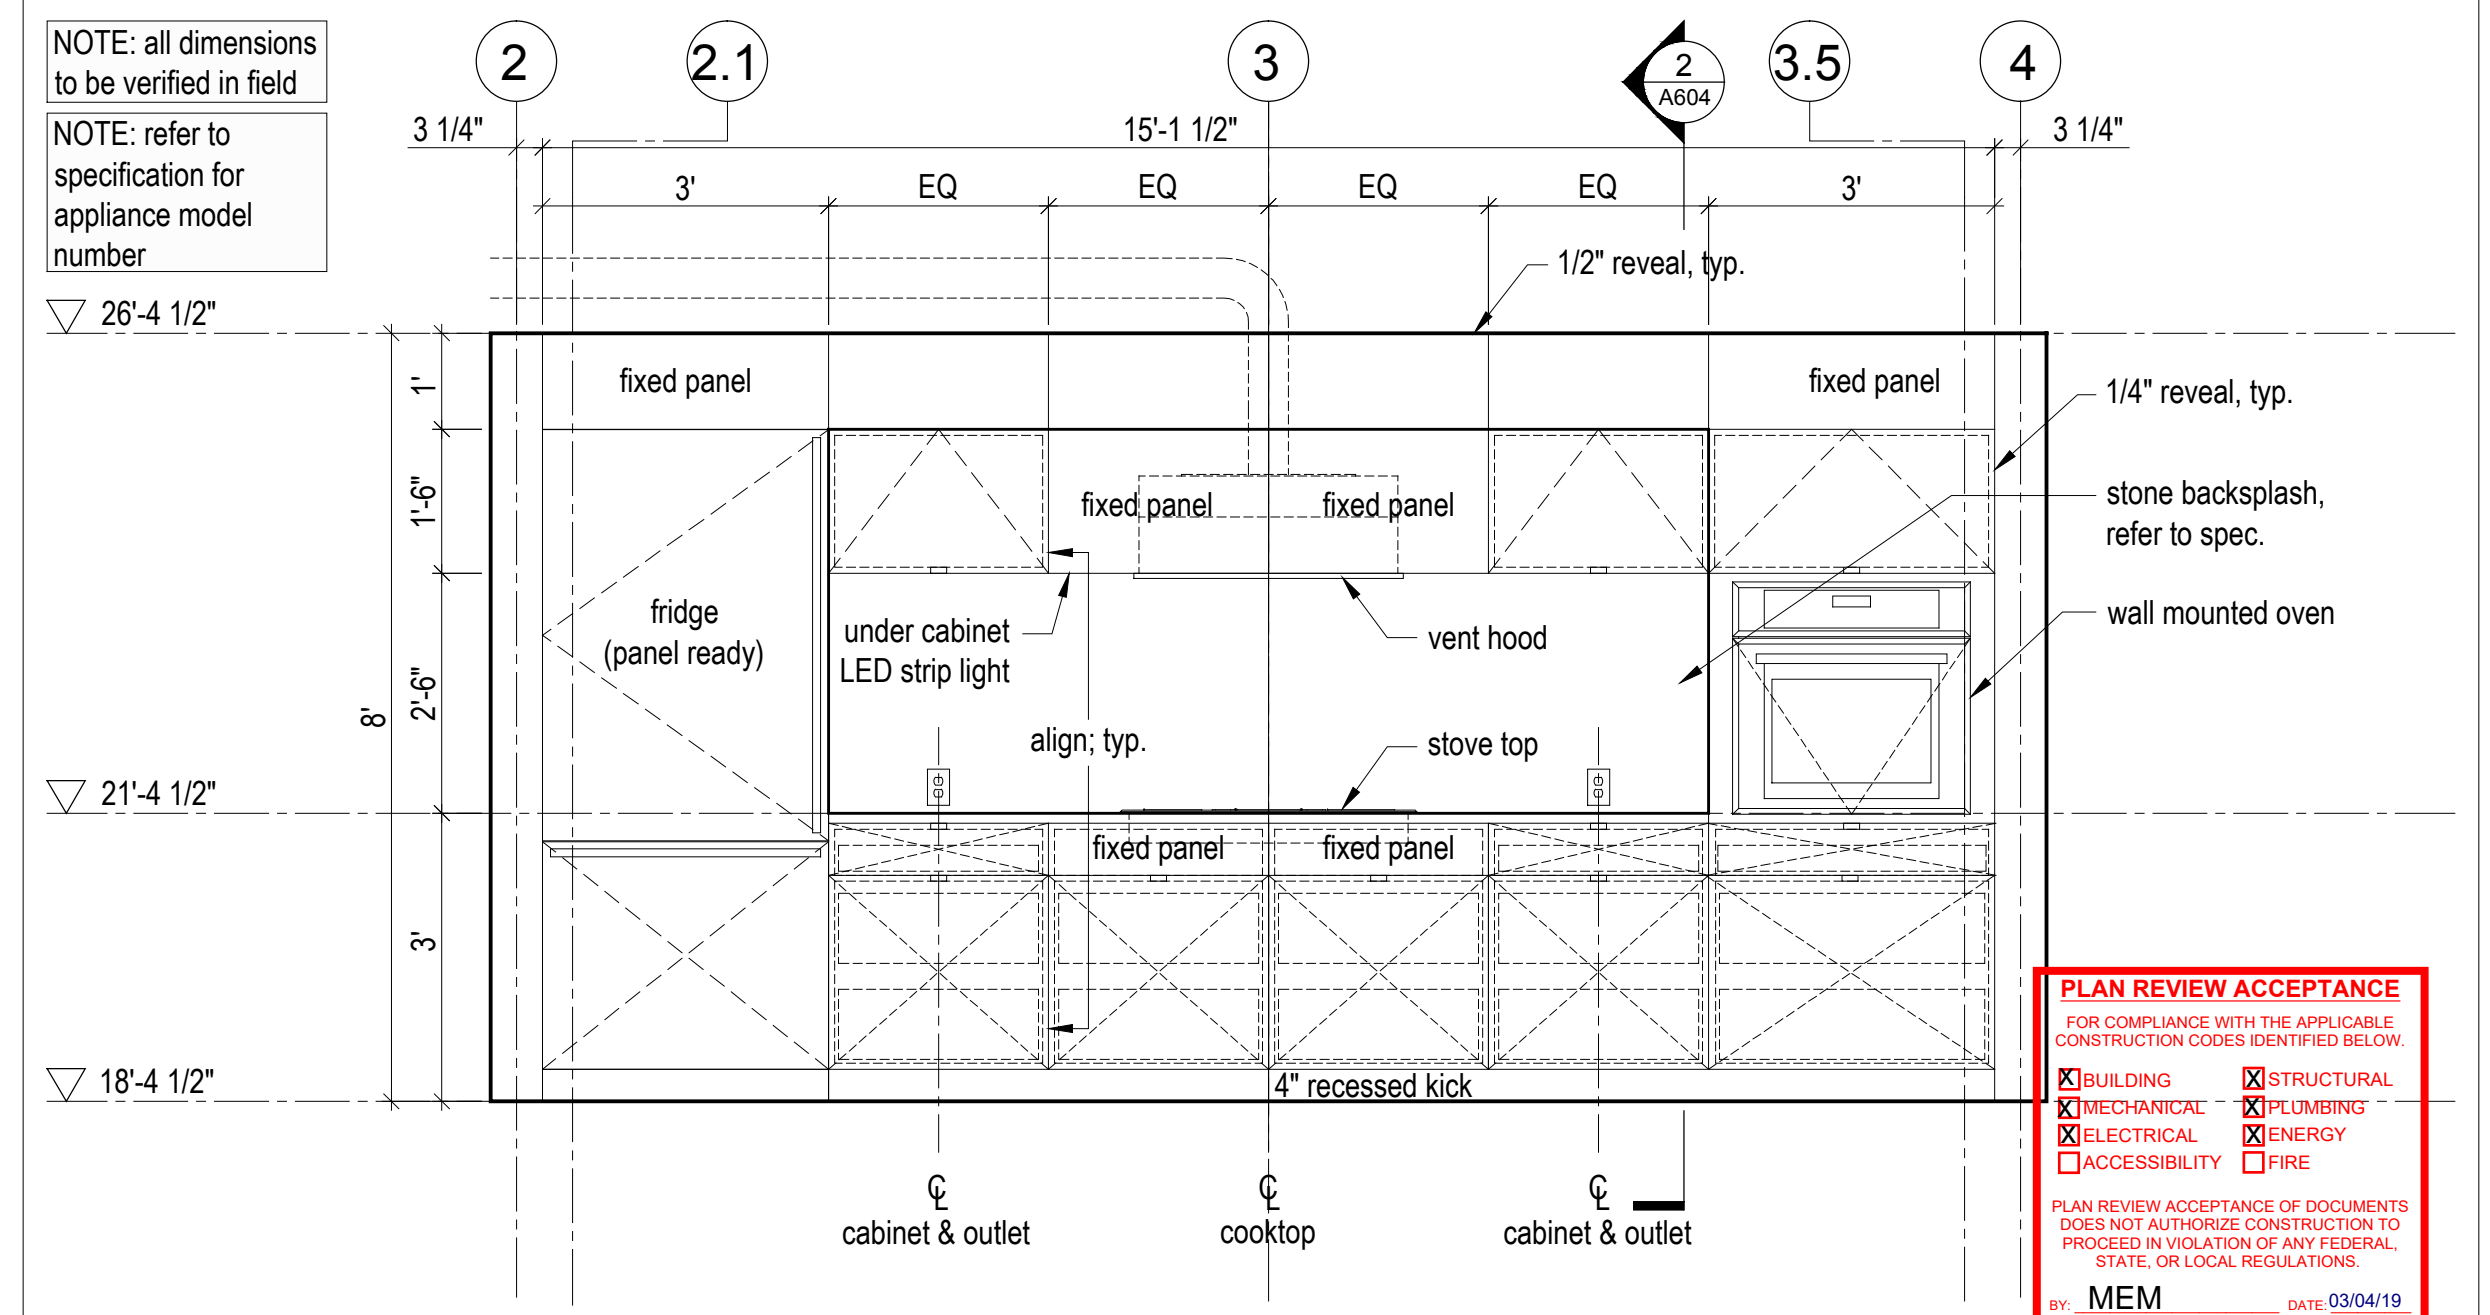 NOTE: all dimensions
to be verified in field
NOTE: refer to
specification for
appliance model
number
2
2.1
3
2
A604
3.5
4
3 1/4"
15'-1 1/2"
3 1/4"
3'
EQ
EQ
EQ
EQ
3'
1/2" reveal, typ.
26'-4 1/2"
1'
fixed panel
fixed panel
1/4" reveal, typ.
1'-6"
fixed panel
fixed panel
stone backsplash,
refer to spec.
fridge
(panel ready)
under cabinet
LED strip light
vent hood
wall mounted oven
2'-6"
8'
align; typ.
stove top
21'-4 1/2"
fixed panel
fixed panel
3'
18'-4 1/2"
4" recessed kick
CL
cabinet & outlet
CL
cooktop
CL
cabinet & outlet
PLAN REVIEW ACCEPTANCE
FOR COMPLIANCE WITH THE APPLICABLE
CONSTRUCTION CODES IDENTIFIED BELOW.
X BUILDING X STRUCTURAL
X MECHANICAL X PLUMBING
X ELECTRICAL X ENERGY
ACCESSIBILITY FIRE
PLAN REVIEW ACCEPTANCE OF DOCUMENTS
DOES NOT AUTHORIZE CONSTRUCTION TO
PROCEED IN VIOLATION OF ANY FEDERAL,
STATE, OR LOCAL REGULATIONS.
BY: MEM DATE: 03/04/19